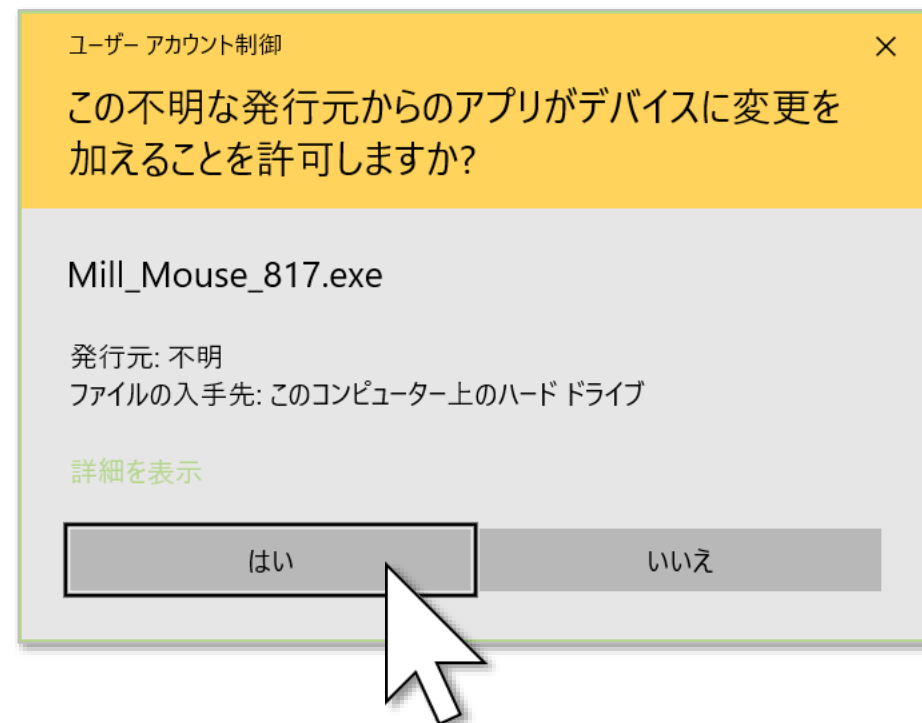 ユーザー アカウント制御
この不明な発行元からのアプリがデバイスに変更を
加えることを許可しますか?
Mill_Mouse_817.exe
発行元: 不明
ファイルの入手先: このコンピューター上のハード ドライブ
詳細を表示
はい
いいえ